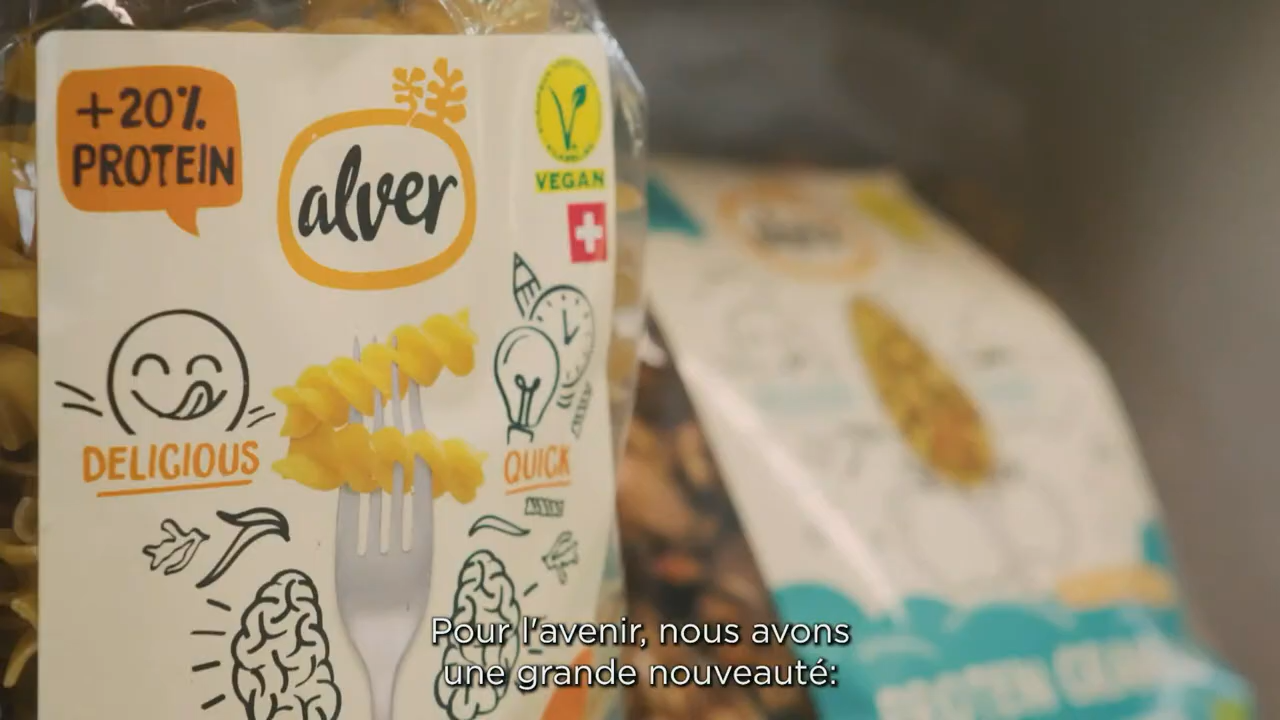 +20%
PROTEIN
alver
VEGAN
DELICIOUS
QUICK
Pour l'avenir, nous avons
une grande nouveauté: